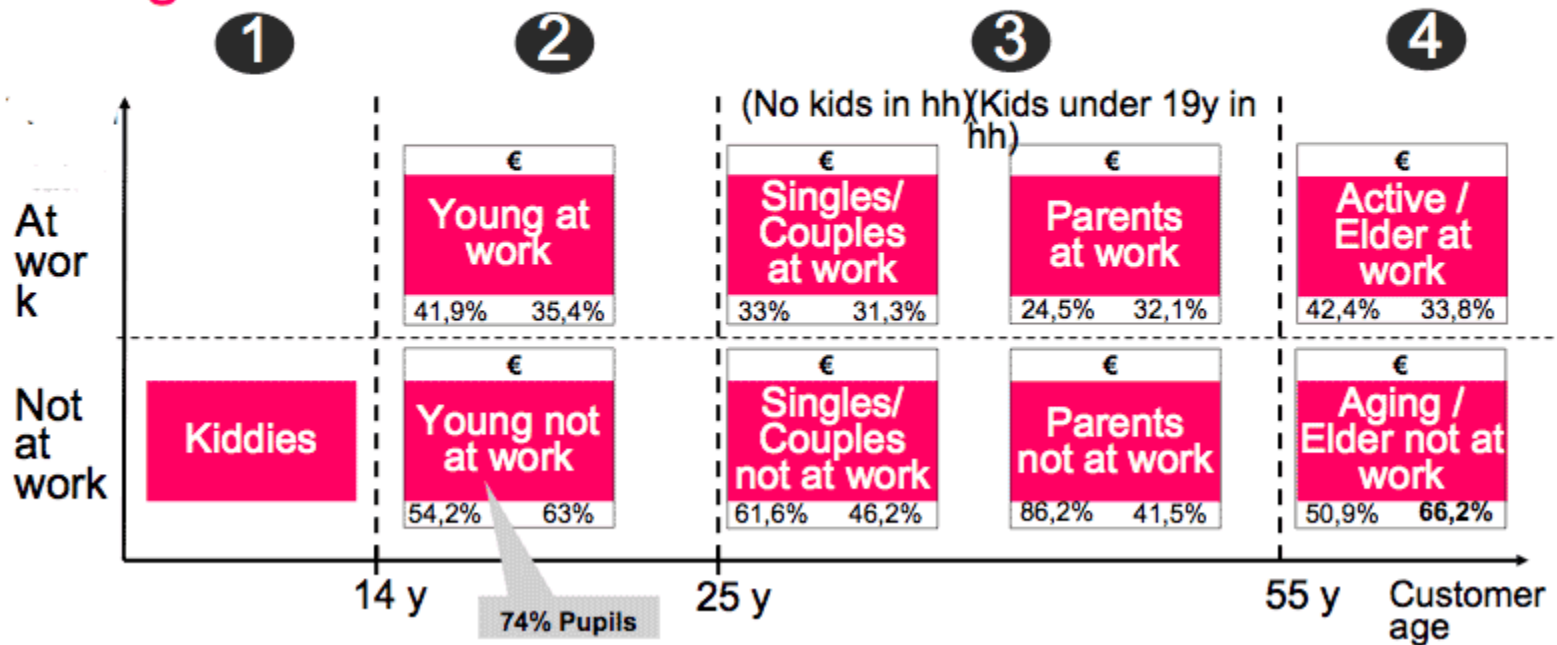 1
2
3
4
(No kids in hh)
(Kids under 19y in
hh)
At
wor
k
€
Young at
work
41,9% 35,4%
€
Singles/
Couples
at work
33% 31,3%
€
Parents
at work
24,5% 32,1%
€
Active /
Elder at
work
42,4% 33,8%
Not
at
work
Kiddies
€
Young not
at work
54,2% 63%
€
Singles/
Couples
not at work
61,6% 46,2%
€
Parents
not at work
86,2% 41,5%
€
Aging /
Elder not at
work
50,9% 66,2%
14 y
74% Pupils
25 y
55 y
Customer
age